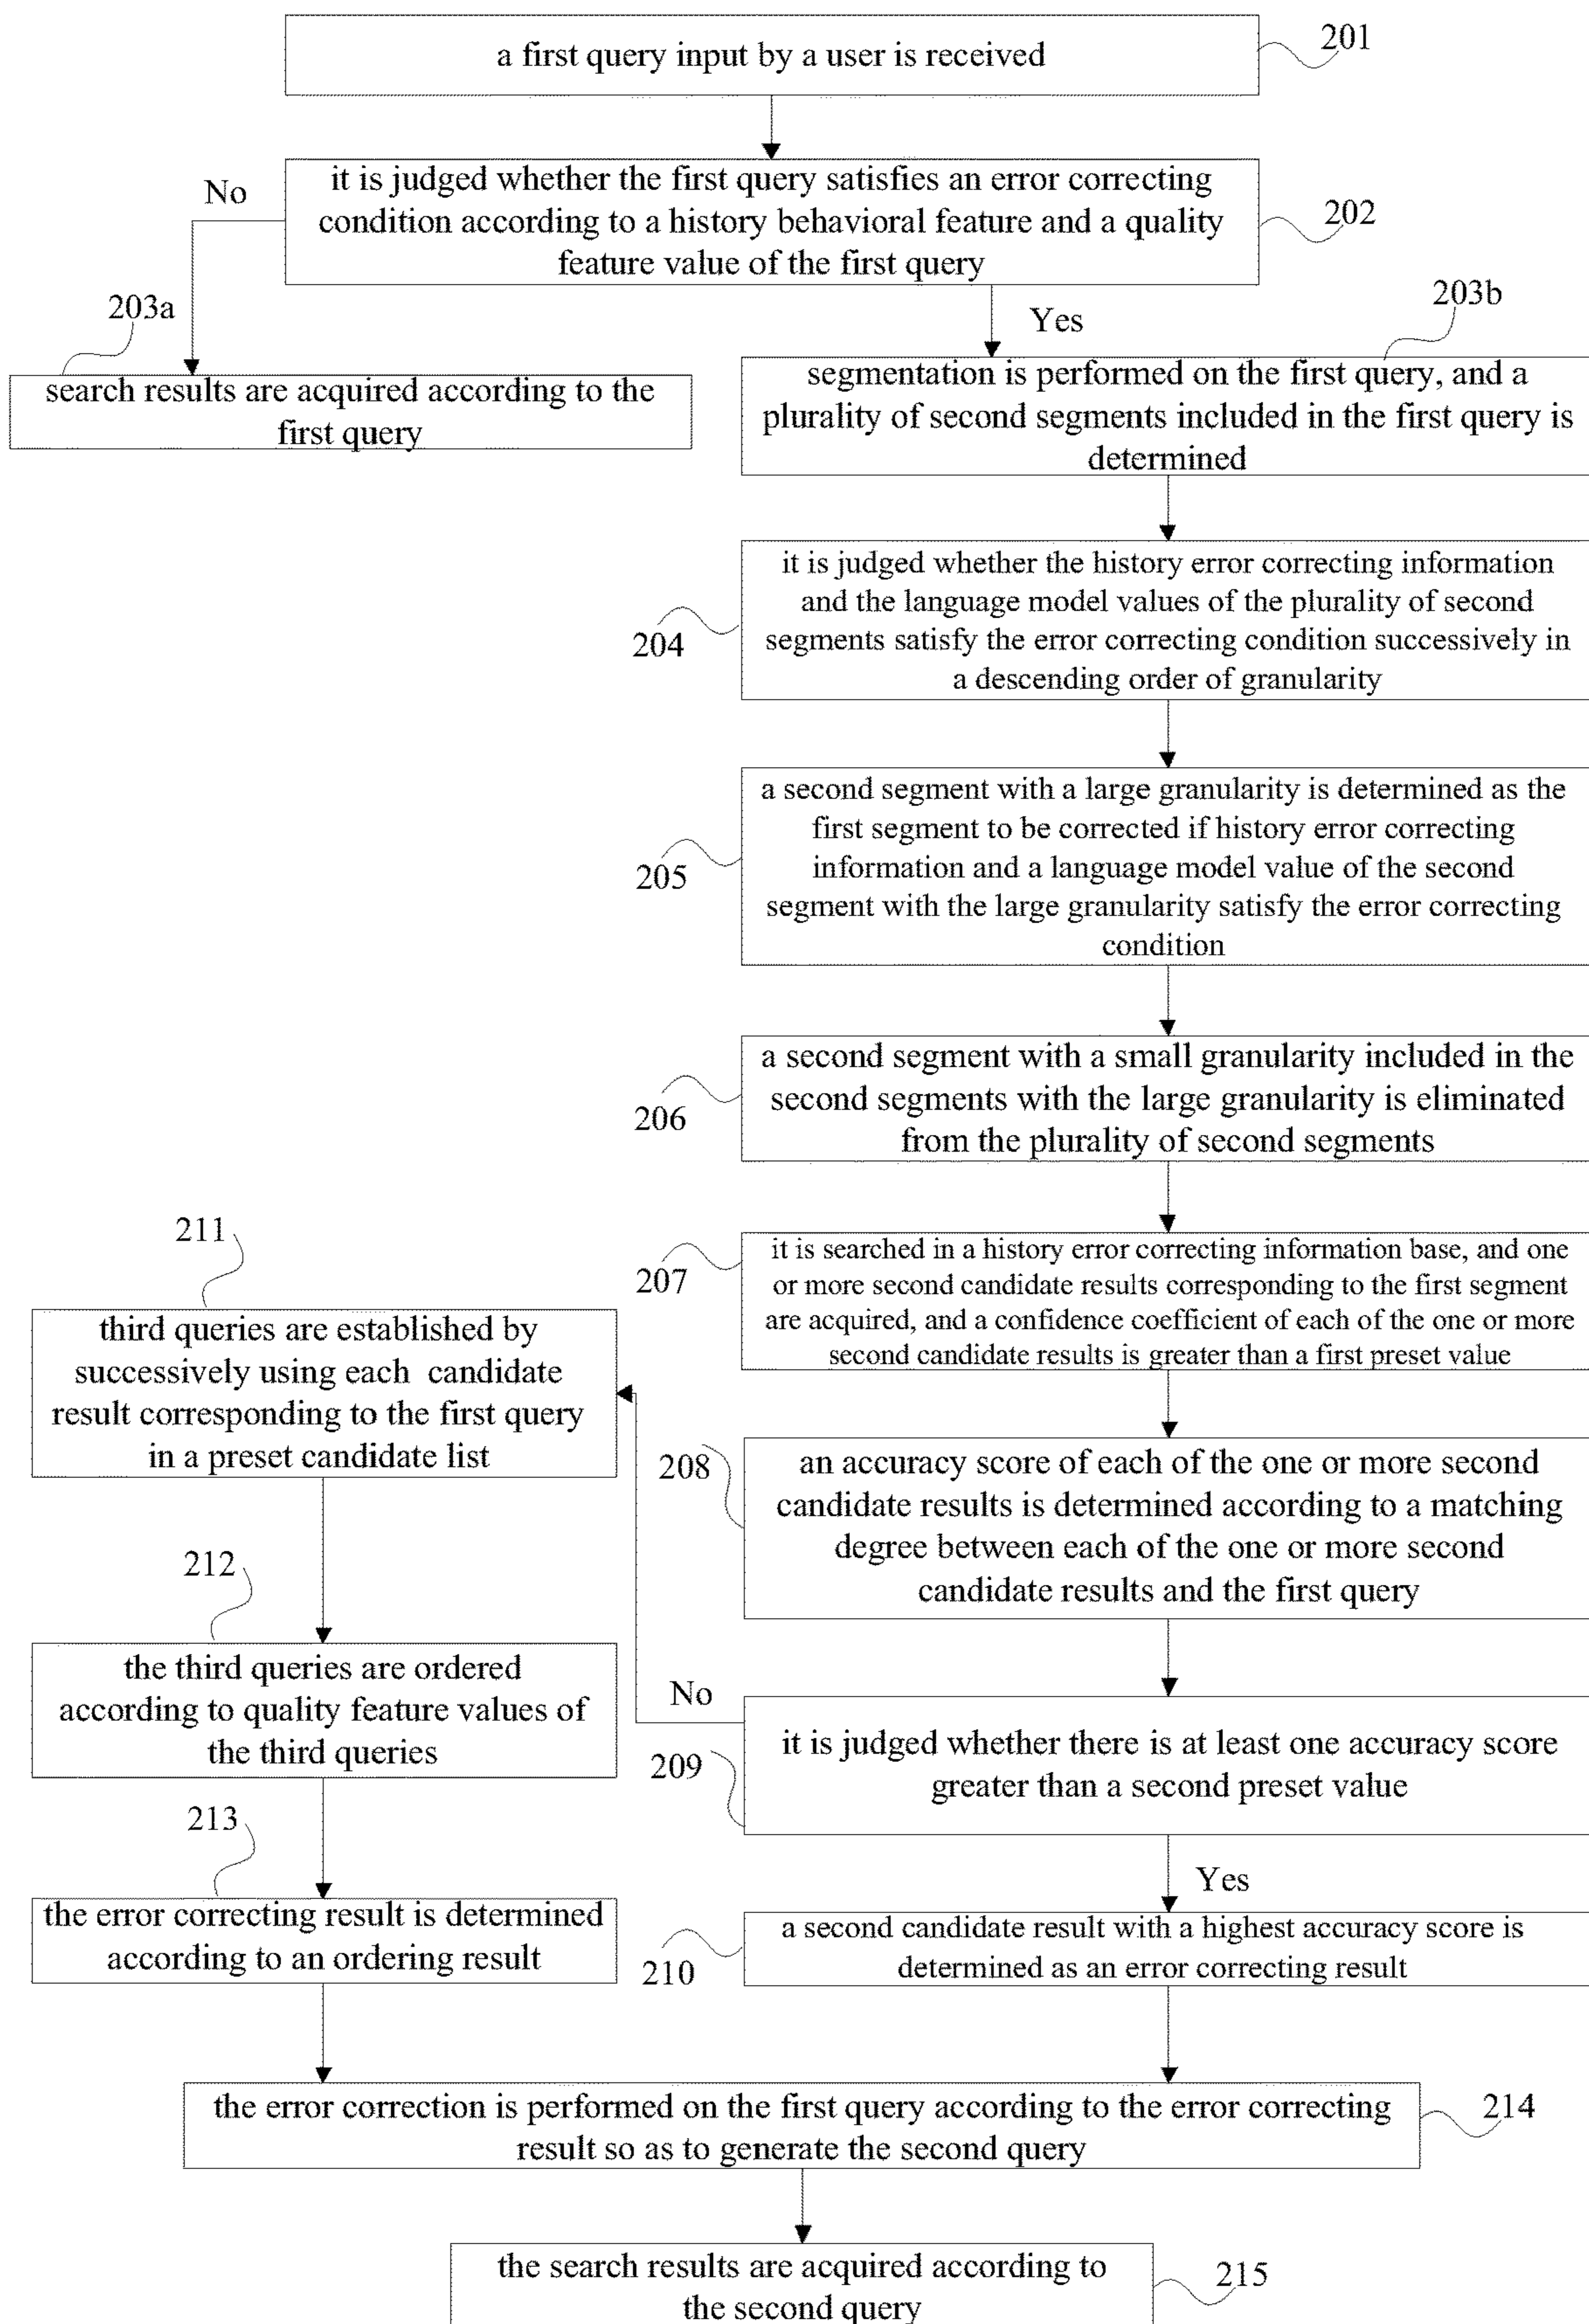 a first query input by a user is received
201
it is judged whether the first query satisfies an error correcting
condition according to a history behavioral feature and a quality
feature value of the first query
202
No
Yes
203a
search results are acquired according to the
first query
203b
segmentation is performed on the first query, and a
plurality of second segments included in the first query is
determined
it is judged whether the history error correcting information
and the language model values of the plurality of second
segments satisfy the error correcting condition successively in
a descending order of granularity
204
a second segment with a large granularity is determined as the
first segment to be corrected if history error correcting
information and a language model value of the second
segment with the large granularity satisfy the error correcting
condition
205
a second segment with a small granularity included in the
second segments with the large granularity is eliminated
from the plurality of second segments
206
it is searched in a history error correcting information base, and one
or more second candidate results corresponding to the first segment
are acquired, and a confidence coefficient of each of the one or more
second candidate results is greater than a first preset value
207
an accuracy score of each of the one or more second
candidate results is determined according to a matching
degree between each of the one or more second
candidate results and the first query
208
it is judged whether there is at least one accuracy score
greater than a second preset value
209
No
Yes
a second candidate result with a highest accuracy score is
determined as an error correcting result
210
211
third queries are established by
successively using each candidate
result corresponding to the first query
in a preset candidate list
212
the third queries are ordered
according to quality feature values of
the third queries
213
the error correcting result is determined
according to an ordering result
the error correction is performed on the first query according to the error correcting
result so as to generate the second query
214
the search results are acquired according to
the second query
215